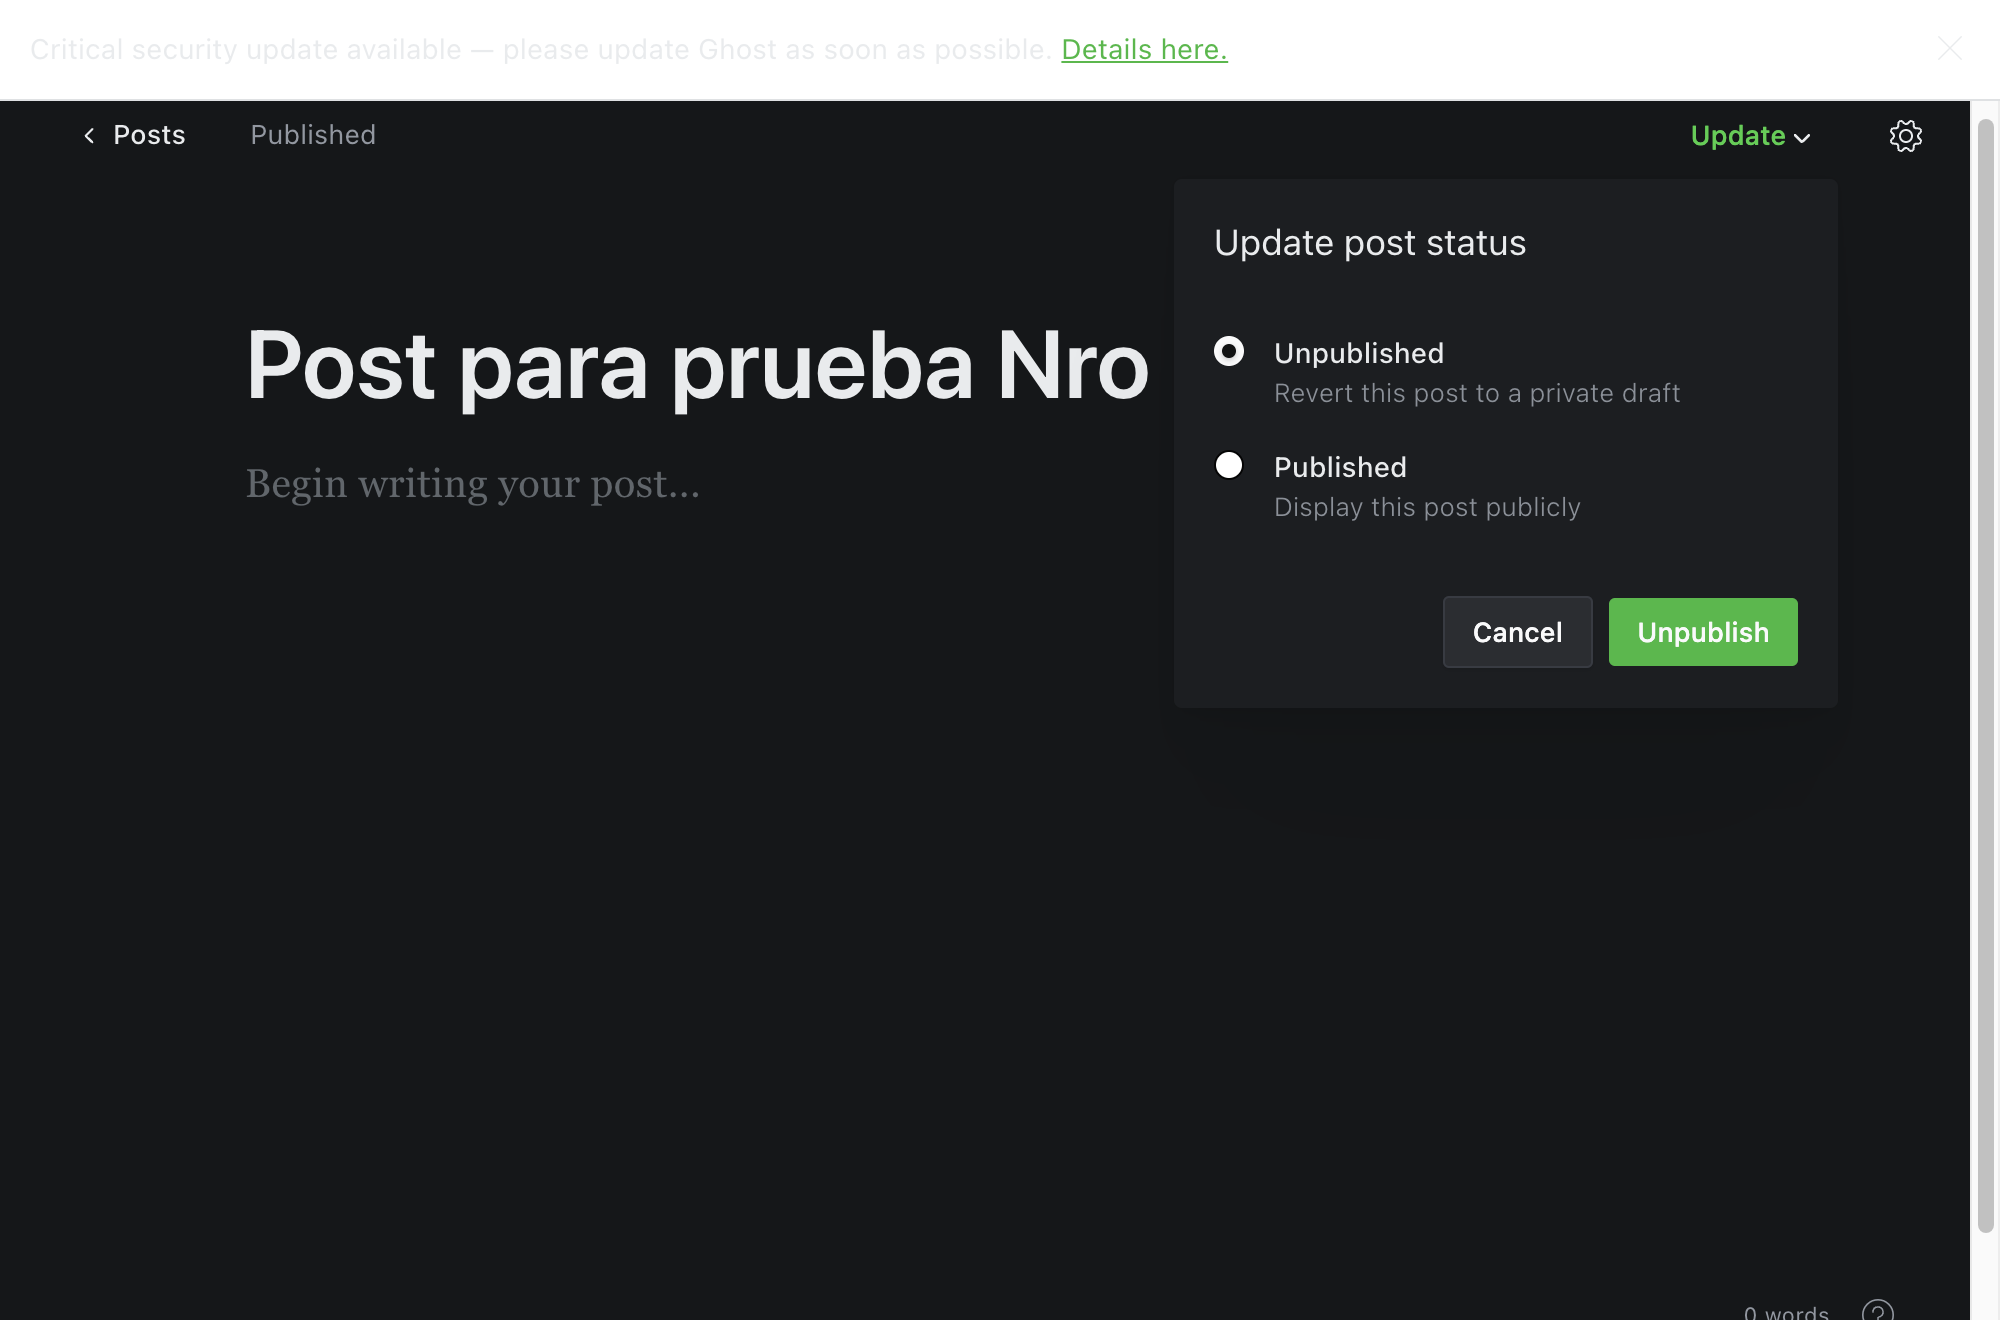 Critical security update available — please update Ghost as soon as possible. Details here.
Posts
Published
Update
Update post status
Post para prueba Nro
Unpublished
Revert this post to a private draft
Begin writing your post...
Published
Display this post publicly
Cancel
Unpublish
0 words
?